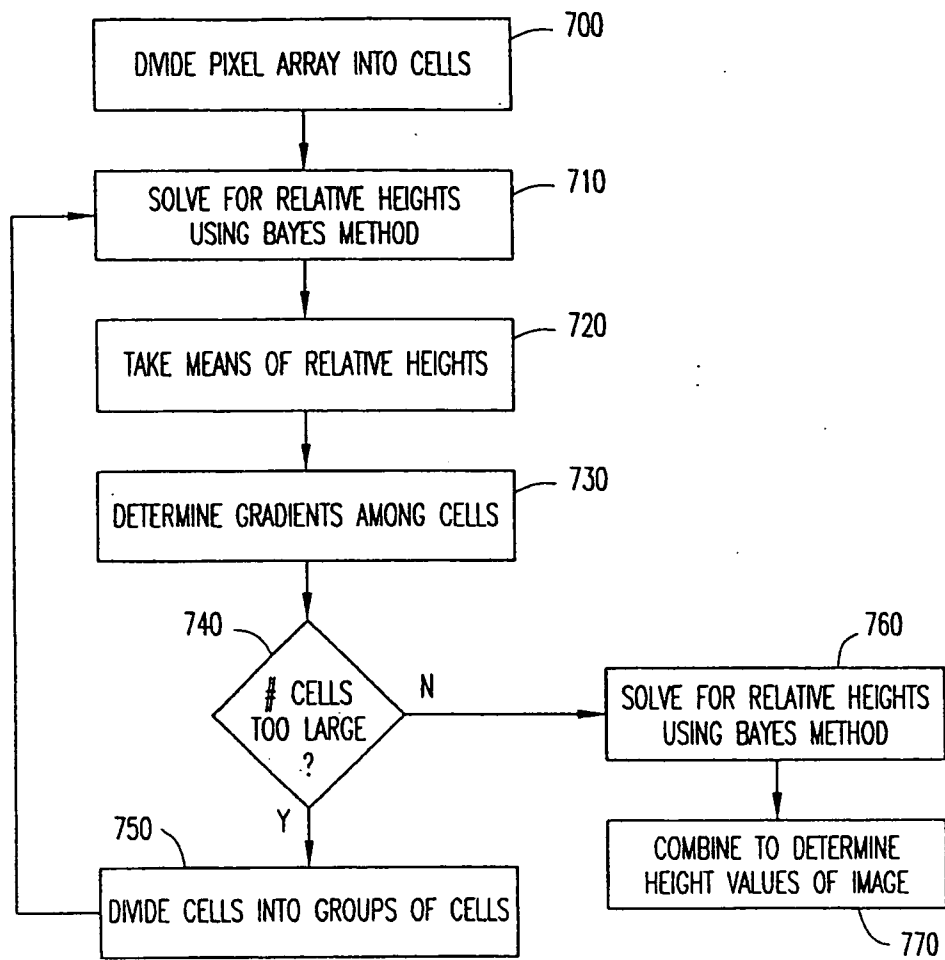 700
DIVIDE PIXEL ARRAY INTO CELLS
710
SOLVE FOR RELATIVE HEIGHTS
USING BAYES METHOD
720
TAKE MEANS OF RELATIVE HEIGHTS
730
DETERMINE GRADIENTS AMONG CELLS
740
# CELLS
TOO LARGE
?
N
Y
760
SOLVE FOR RELATIVE HEIGHTS
USING BAYES METHOD
750
DIVIDE CELLS INTO GROUPS OF CELLS
COMBINE TO DETERMINE
HEIGHT VALUES OF IMAGE
770